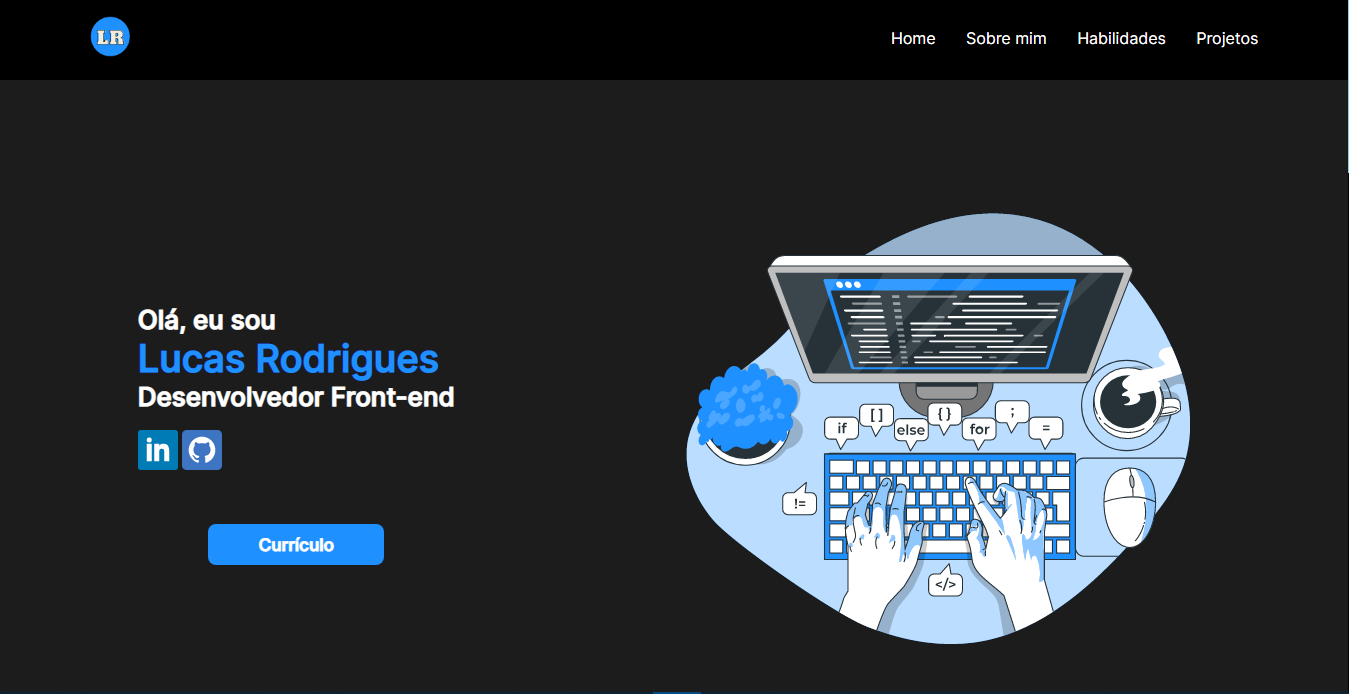 LR
Home Sobre mim Habilidades Projetos
Olá, eu sou
Lucas Rodrigues
Desenvolvedor Front-end
in
Currículo
if [] else {} for ; =
!=
</>